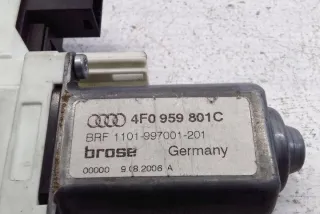 4F0 959 801C
BRF 1101-997001-201
brose Germany
00000 9.08.2006 A